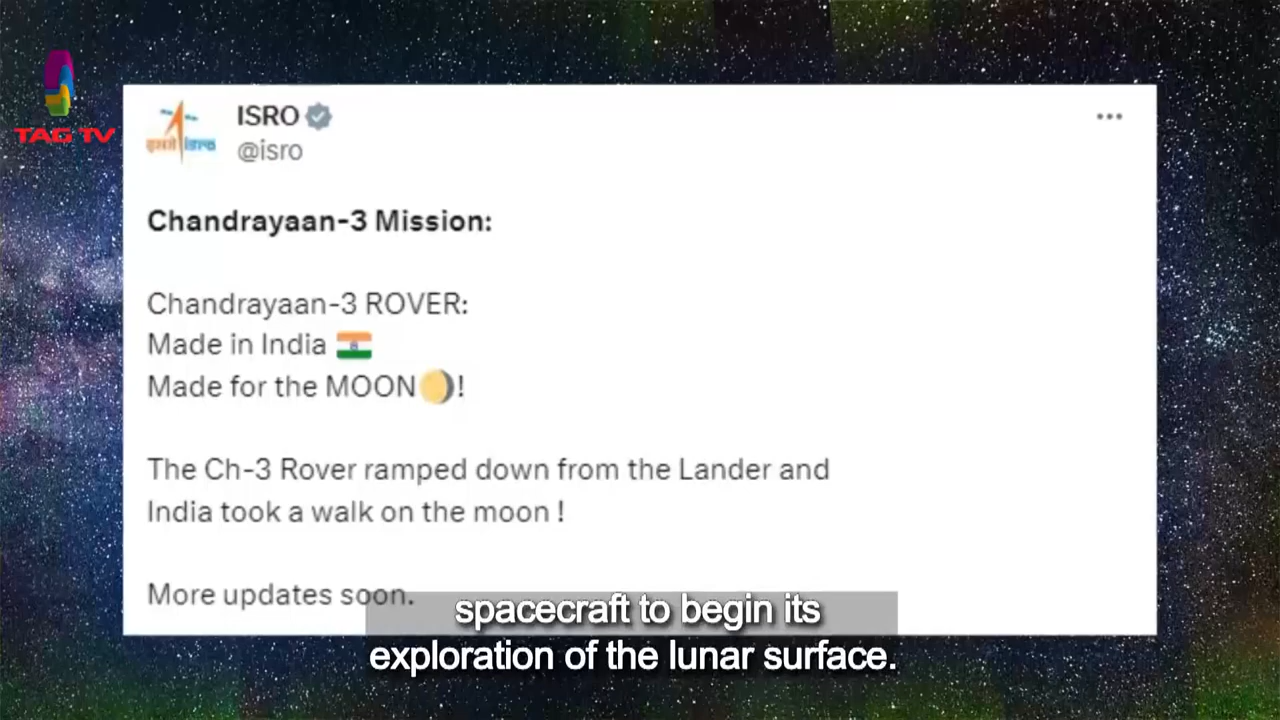 TAG TV
इसरो isro
ISRO
@isro
Chandrayaan-3 Mission:
Chandrayaan-3 ROVER:
Made in India 🇮🇳
Made for the MOON🌖!
The Ch-3 Rover ramped down from the Lander and
India took a walk on the moon !
More updates soon.
spacecraft to begin its
exploration of the lunar surface.